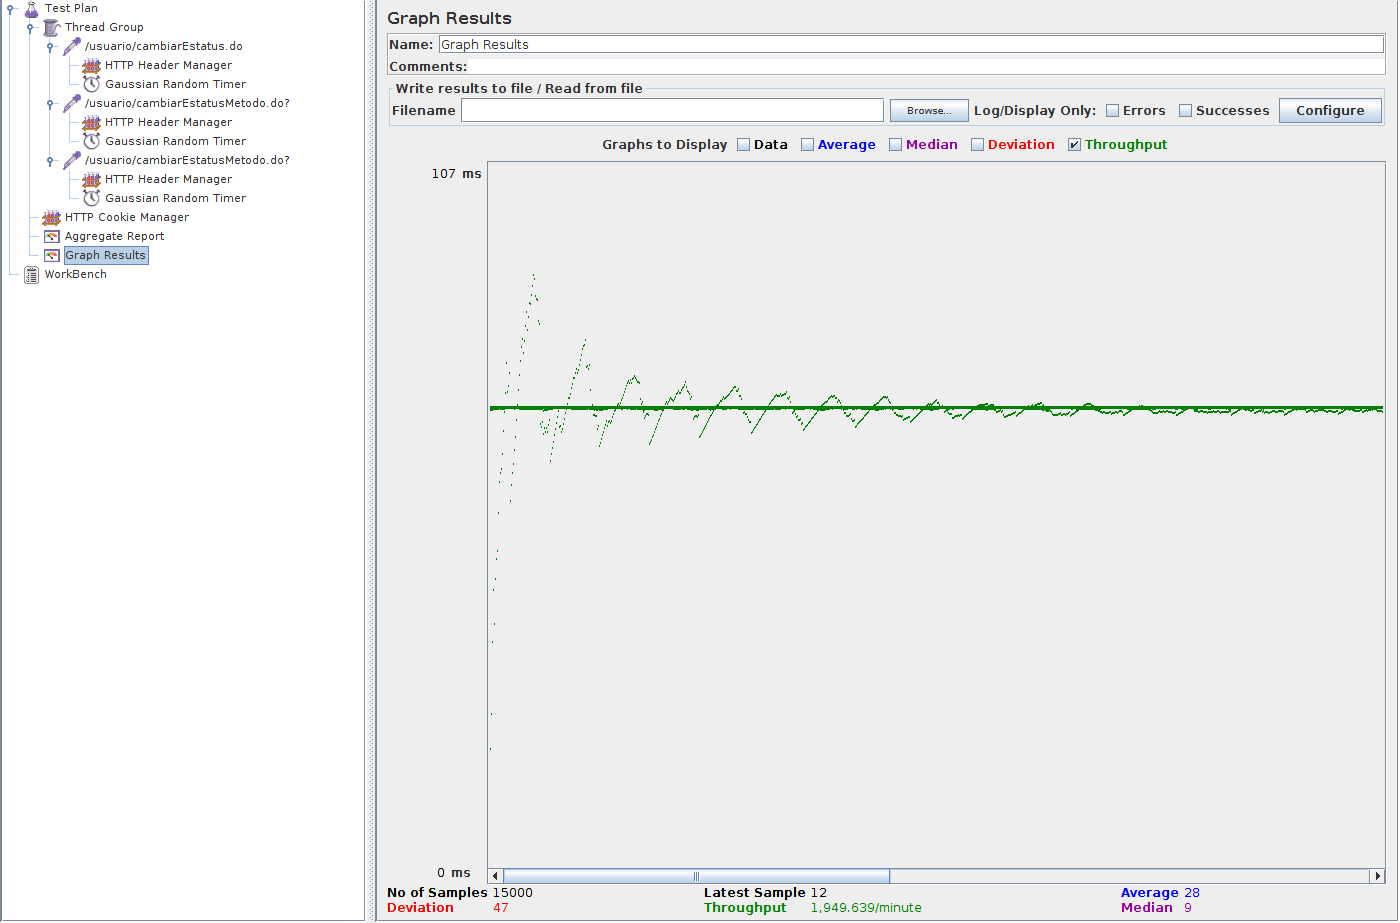 Test Plan
Thread Group
/usuario/cambiarEstatus.do
HTTP Header Manager
Gaussian Random Timer
/usuario/cambiarEstatusMetodo.do?
HTTP Header Manager
Gaussian Random Timer
/usuario/cambiarEstatusMetodo.do?
HTTP Header Manager
Gaussian Random Timer
HTTP Cookie Manager
Aggregate Report
Graph Results
WorkBench
Graph Results
Name: Graph Results
Comments:
Write results to file / Read from file
Filename Browse... Log/Display Only: Errors Successes Configure
Graphs to Display Data Average Median Deviation Throughput
107 ms
0 ms
No of Samples 15000 Latest Sample 12 Average 28
Deviation 47 Throughput 1,949.639/minute Median 9